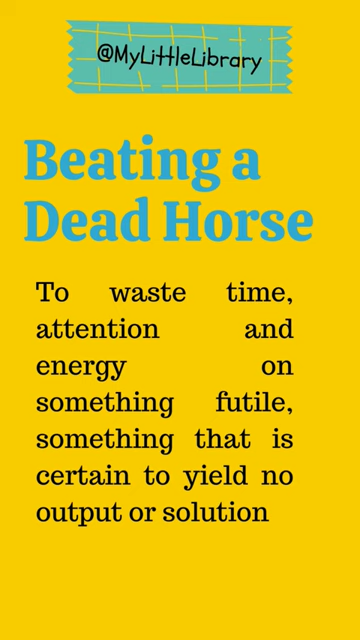 @MyLittleLibrary
Beating a
Dead Horse
To waste time,
attention and
energy on
something futile,
something that is
certain to yield no
output or solution